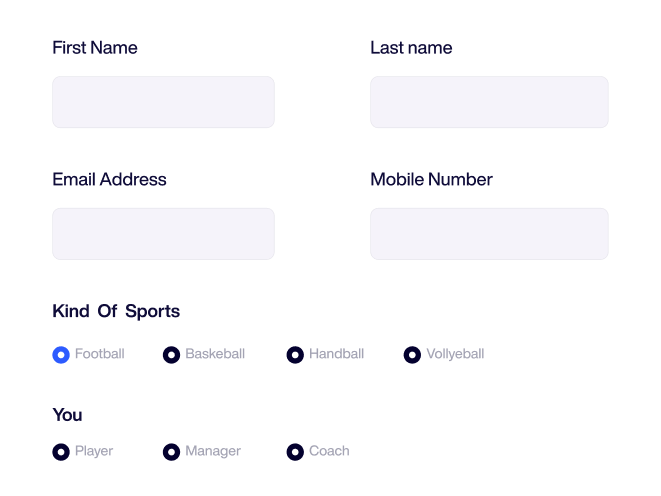 First Name Last name
Email Address Mobile Number
Kind Of Sports
Football Baskeball Handball Vollyeball
You
Player Manager Coach